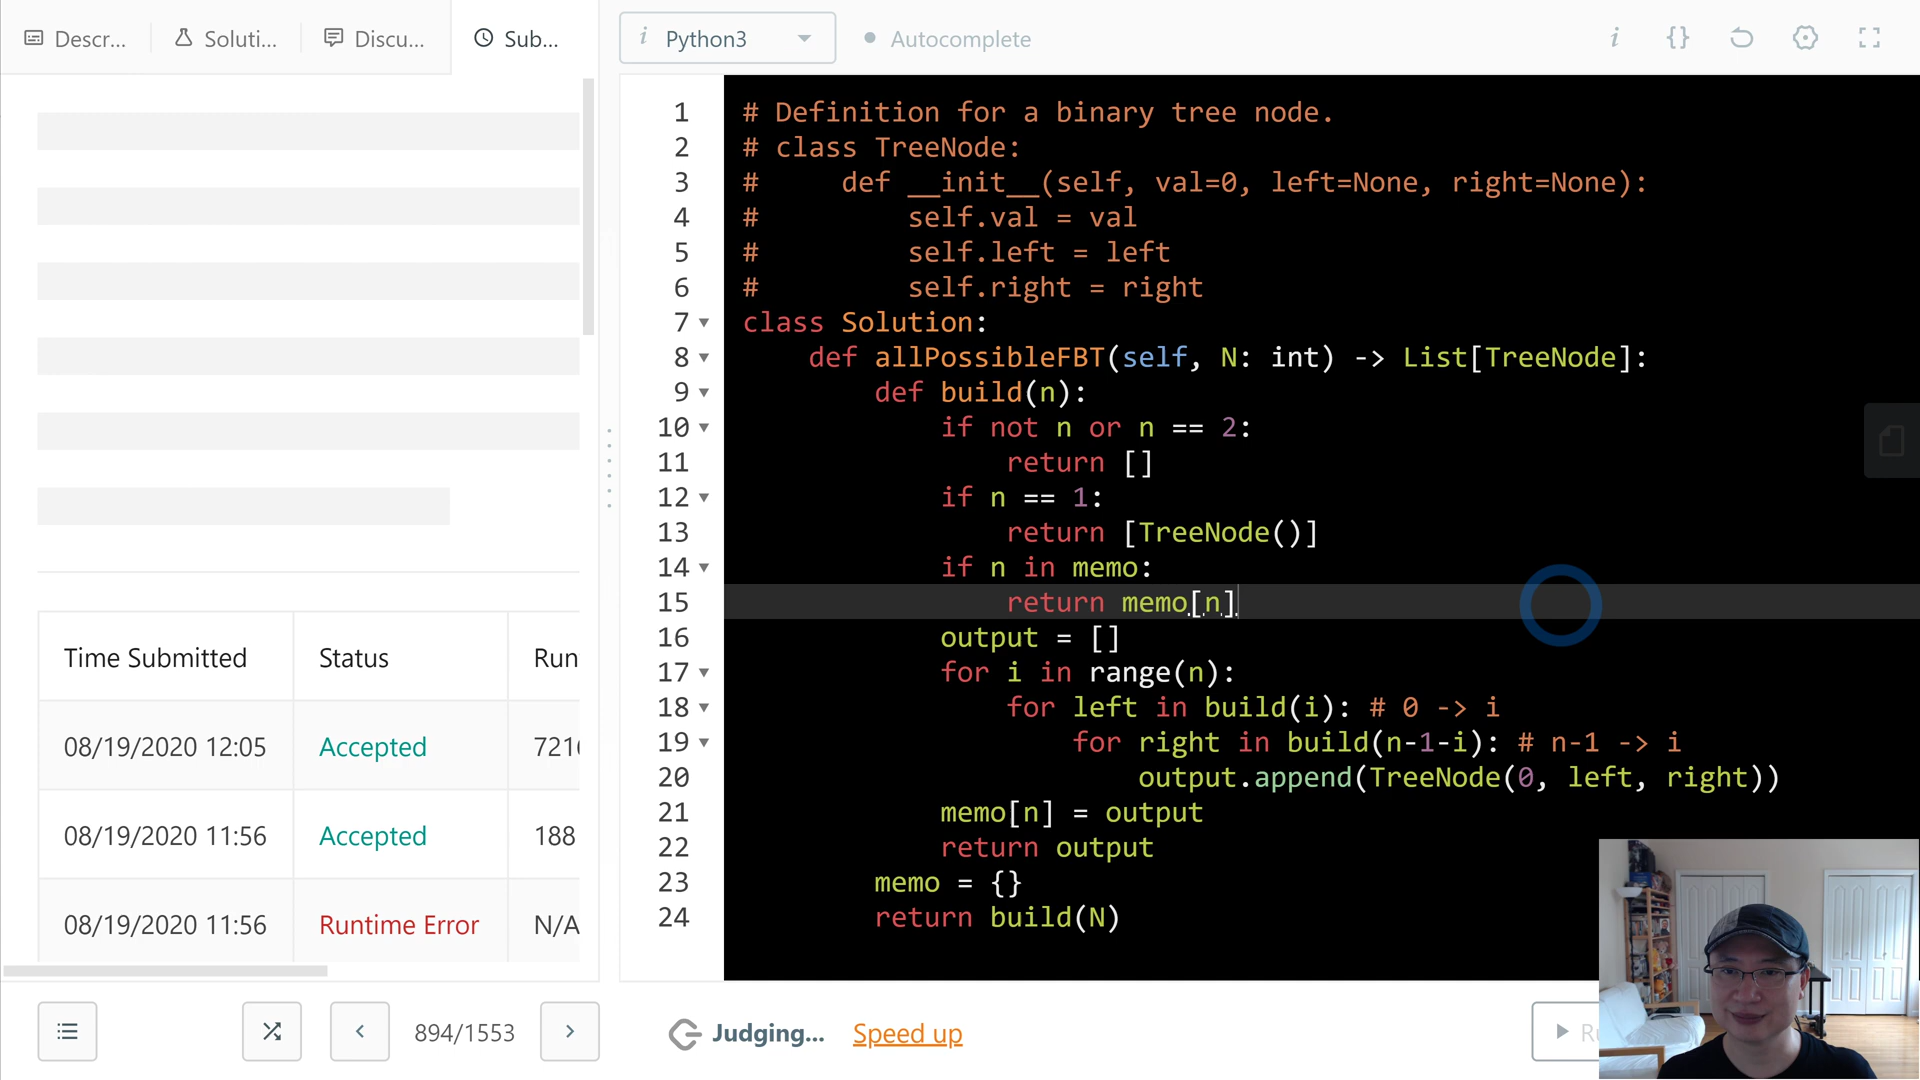 Descr...
Soluti...
Discu...
Sub...
i Python3
Autocomplete
i {}
Time Submitted Status Run
08/19/2020 12:05 Accepted 721
08/19/2020 11:56 Accepted 188
08/19/2020 11:56 Runtime Error N/A
894/1553
1 # Definition for a binary tree node.
2 # class TreeNode:
3 #     def __init__(self, val=0, left=None, right=None):
4 #         self.val = val
5 #         self.left = left
6 #         self.right = right
7 class Solution:
8     def allPossibleFBT(self, N: int) -> List[TreeNode]:
9         def build(n):
10             if not n or n == 2:
11                 return []
12             if n == 1:
13                 return [TreeNode()]
14             if n in memo:
15                 return memo[n]
16             output = []
17             for i in range(n):
18                 for left in build(i): # 0 -> i
19                     for right in build(n-1-i): # n-1 -> i
20                         output.append(TreeNode(0, left, right))
21             memo[n] = output
22             return output
23         memo = {}
24         return build(N)
Judging...
Speed up